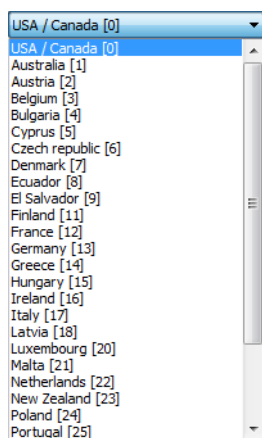 USA / Canada [0]
USA / Canada [0]
Australia [1]
Austria [2]
Belgium [3]
Bulgaria [4]
Cyprus [5]
Czech republic [6]
Denmark [7]
Ecuador [8]
El Salvador [9]
Finland [11]
France [12]
Germany [13]
Greece [14]
Hungary [15]
Ireland [16]
Italy [17]
Latvia [18]
Luxembourg [20]
Malta [21]
Netherlands [22]
New Zealand [23]
Poland [24]
Portugal [25]